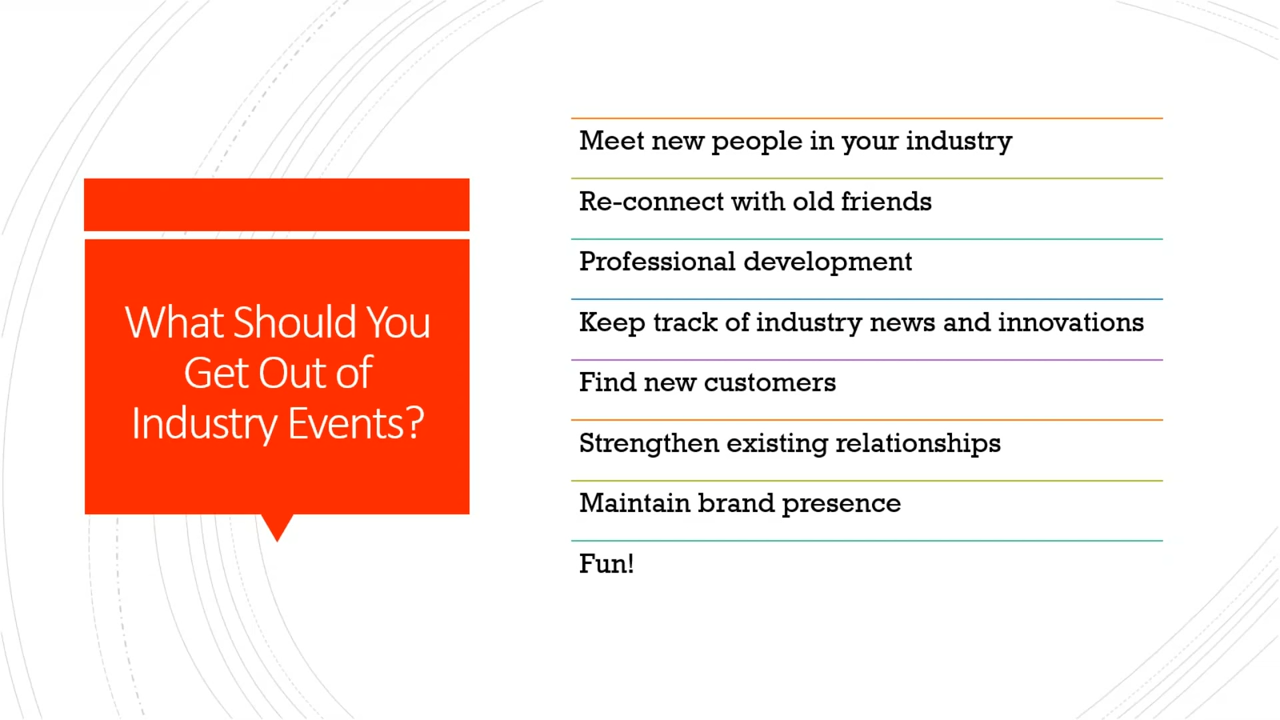 What Should You
Get Out of
Industry Events?
Meet new people in your industry
Re-connect with old friends
Professional development
Keep track of industry news and innovations
Find new customers
Strengthen existing relationships
Maintain brand presence
Fun!